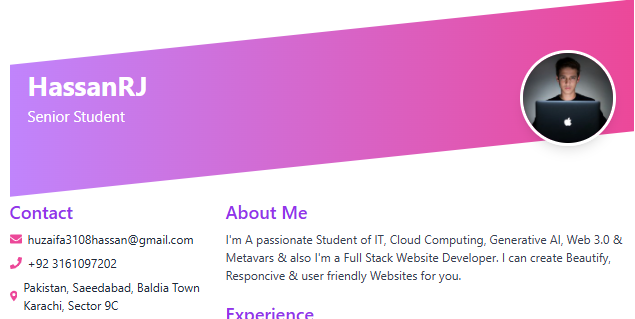 HassanRJ
Senior Student
Contact
huzaifa3108hassan@gmail.com
+92 3161097202
Pakistan, Saeedabad, Baldia Town
Karachi, Sector 9C
About Me
I'm A passionate Student of IT, Cloud Computing, Generative AI, Web 3.0 &
Metavars & also I'm a Full Stack Website Developer. I can create Beautify,
Responsive & user friendly Websites for you.
Experience